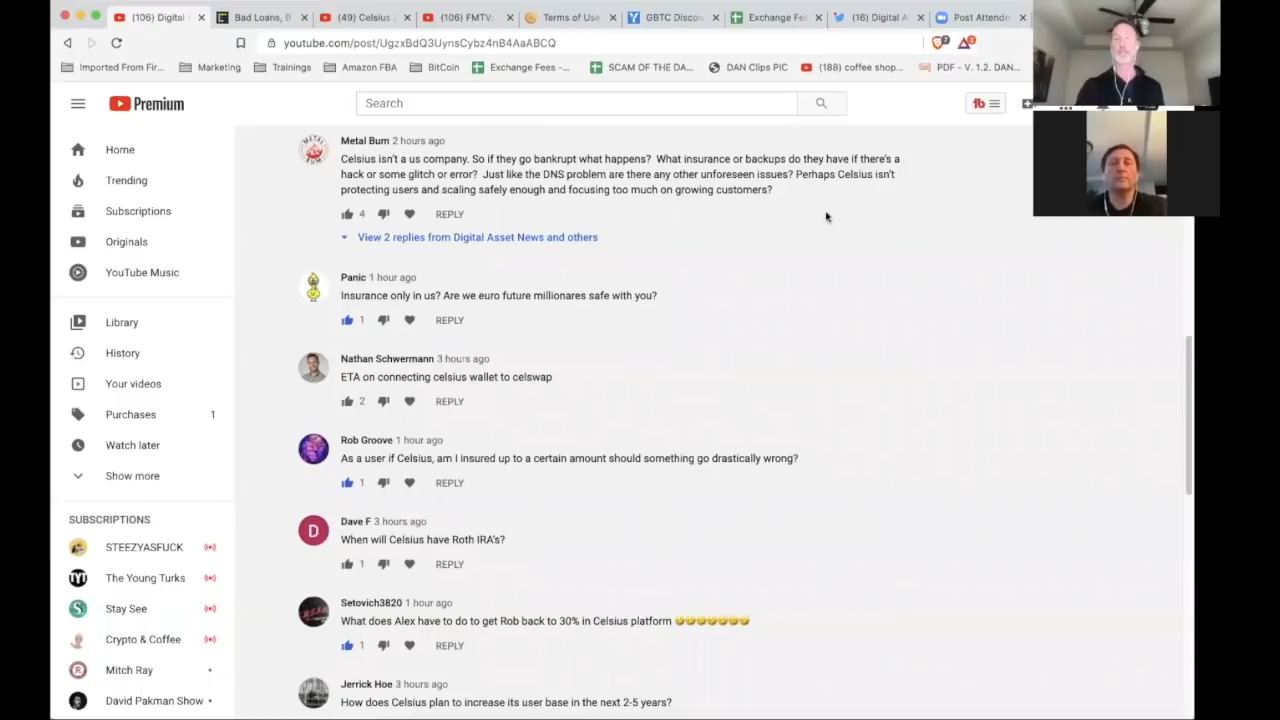 (106) Digital A
Bad Loans, B
(49) Celsius
(106) FMTV:
Terms of Use
GBTC Discou
Exchange Fee
(16) Digital A
Post Attende
youtube.com/post/UgzxBdQ3UynsCybz4nB4AaABCQ
7
2
Imported From Fir...
Marketing
Trainings
Amazon FBA
BitCoin
Exchange Fees -...
SCAM OF THE DA...
DAN Clips PIC
(188) coffee shop...
PDF - V. 1.2. DAN...
Premium
Search
tb
Home
Trending
Subscriptions
Originals
YouTube Music
Library
History
Your videos
Purchases 1
Watch later
Show more
SUBSCRIPTIONS
STEEZYASFUCK
TYT The Young Turks
S Stay See
Crypto & Coffee
R Mitch Ray
David Pakman Show
METAL BUM
Metal Bum 2 hours ago
Celsius isn't a us company. So if they go bankrupt what happens? What insurance or backups do they have if there's a
hack or some glitch or error? Just like the DNS problem are there any other unforeseen issues? Perhaps Celsius isn't
protecting users and scaling safely enough and focusing too much on growing customers?
4 REPLY
View 2 replies from Digital Asset News and others
Panic 1 hour ago
Insurance only in us? Are we euro future millionares safe with you?
1 REPLY
Nathan Schwermann 3 hours ago
ETA on connecting celsius wallet to celswap
2 REPLY
Rob Groove 1 hour ago
As a user if Celsius, am I insured up to a certain amount should something go drastically wrong?
1 REPLY
D
Dave F 3 hours ago
When will Celsius have Roth IRA's?
1 REPLY
Setovich3820 1 hour ago
What does Alex have to do to get Rob back to 30% in Celsius platform 🤣🤣🤣🤣🤣🤣🤣
1 REPLY
Jerrick Hoe 3 hours ago
How does Celsius plan to increase its user base in the next 2-5 years?